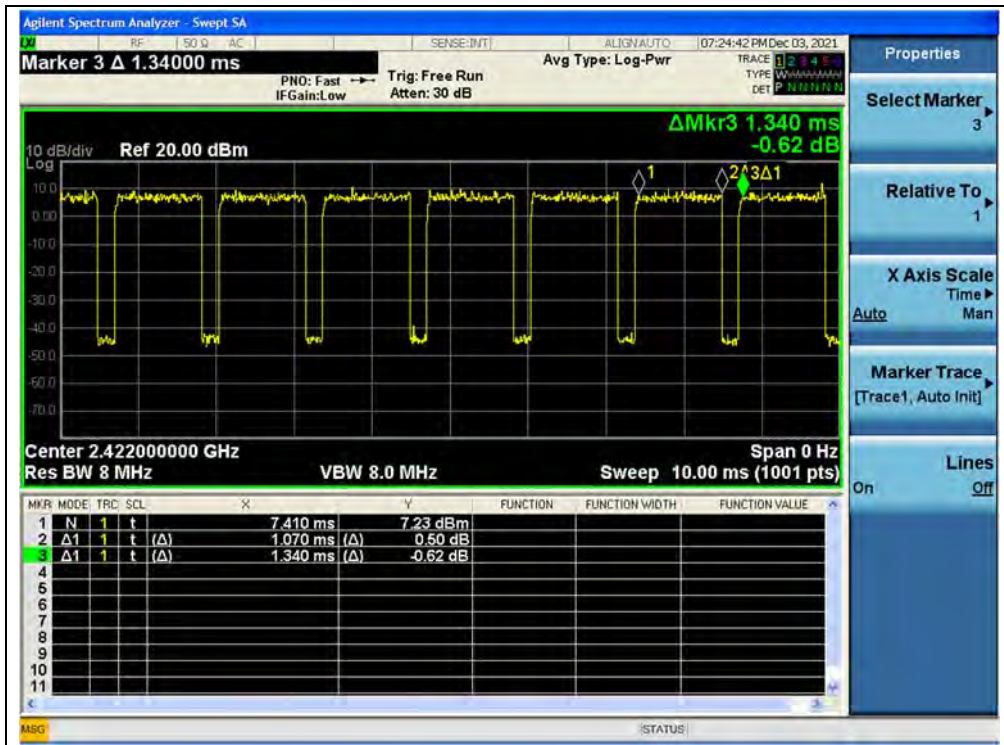 Agilent Spectrum Analyzer - Swept SA
LXI RF 50 Ω AC SENSE:INT ALIGNAUTO 07:24:42 PM Dec 03, 2021
Marker 3 Δ 1.34000 ms
PNO: Fast
IFGain:Low
Trig: Free Run
Atten: 30 dB
Avg Type: Log-Pwr
TRACE 1 2 3 4 5 6
TYPE W
DET P N N N N N
ΔMkr3 1.340 ms
-0.62 dB
10 dB/div Ref 20.00 dBm
Log
10.0
0.00
-10.0
-20.0
-30.0
-40.0
-50.0
-60.0
-70.0
1
2
3Δ1
Center 2.422000000 GHz Span 0 Hz
Res BW 8 MHz VBW 8.0 MHz Sweep 10.00 ms (1001 pts)
MKR MODE TRC SCL X Y FUNCTION FUNCTION WIDTH FUNCTION VALUE
1 N 1 t 7.410 ms 7.23 dBm
2 Δ1 1 t (Δ) 1.070 ms (Δ) 0.50 dB
3 Δ1 1 t (Δ) 1.340 ms (Δ) -0.62 dB
4
5
6
7
8
9
10
11
MSG STATUS
Properties
Select Marker
3
Relative To
1
X Axis Scale
Time
Auto Man
Marker Trace
[Trace1, Auto Init]
Lines
On Off